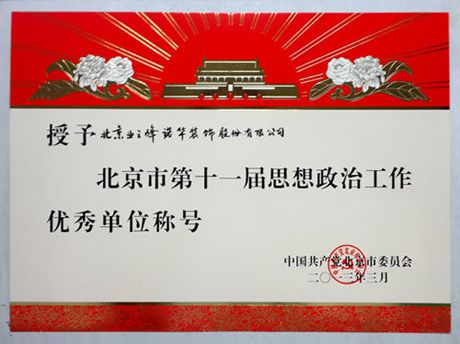 授予北京业之峰诺华装饰股份有限公司
北京市第十一届思想政治工作
优秀单位称号
中国共产党北京市委员会
二〇一三年三月